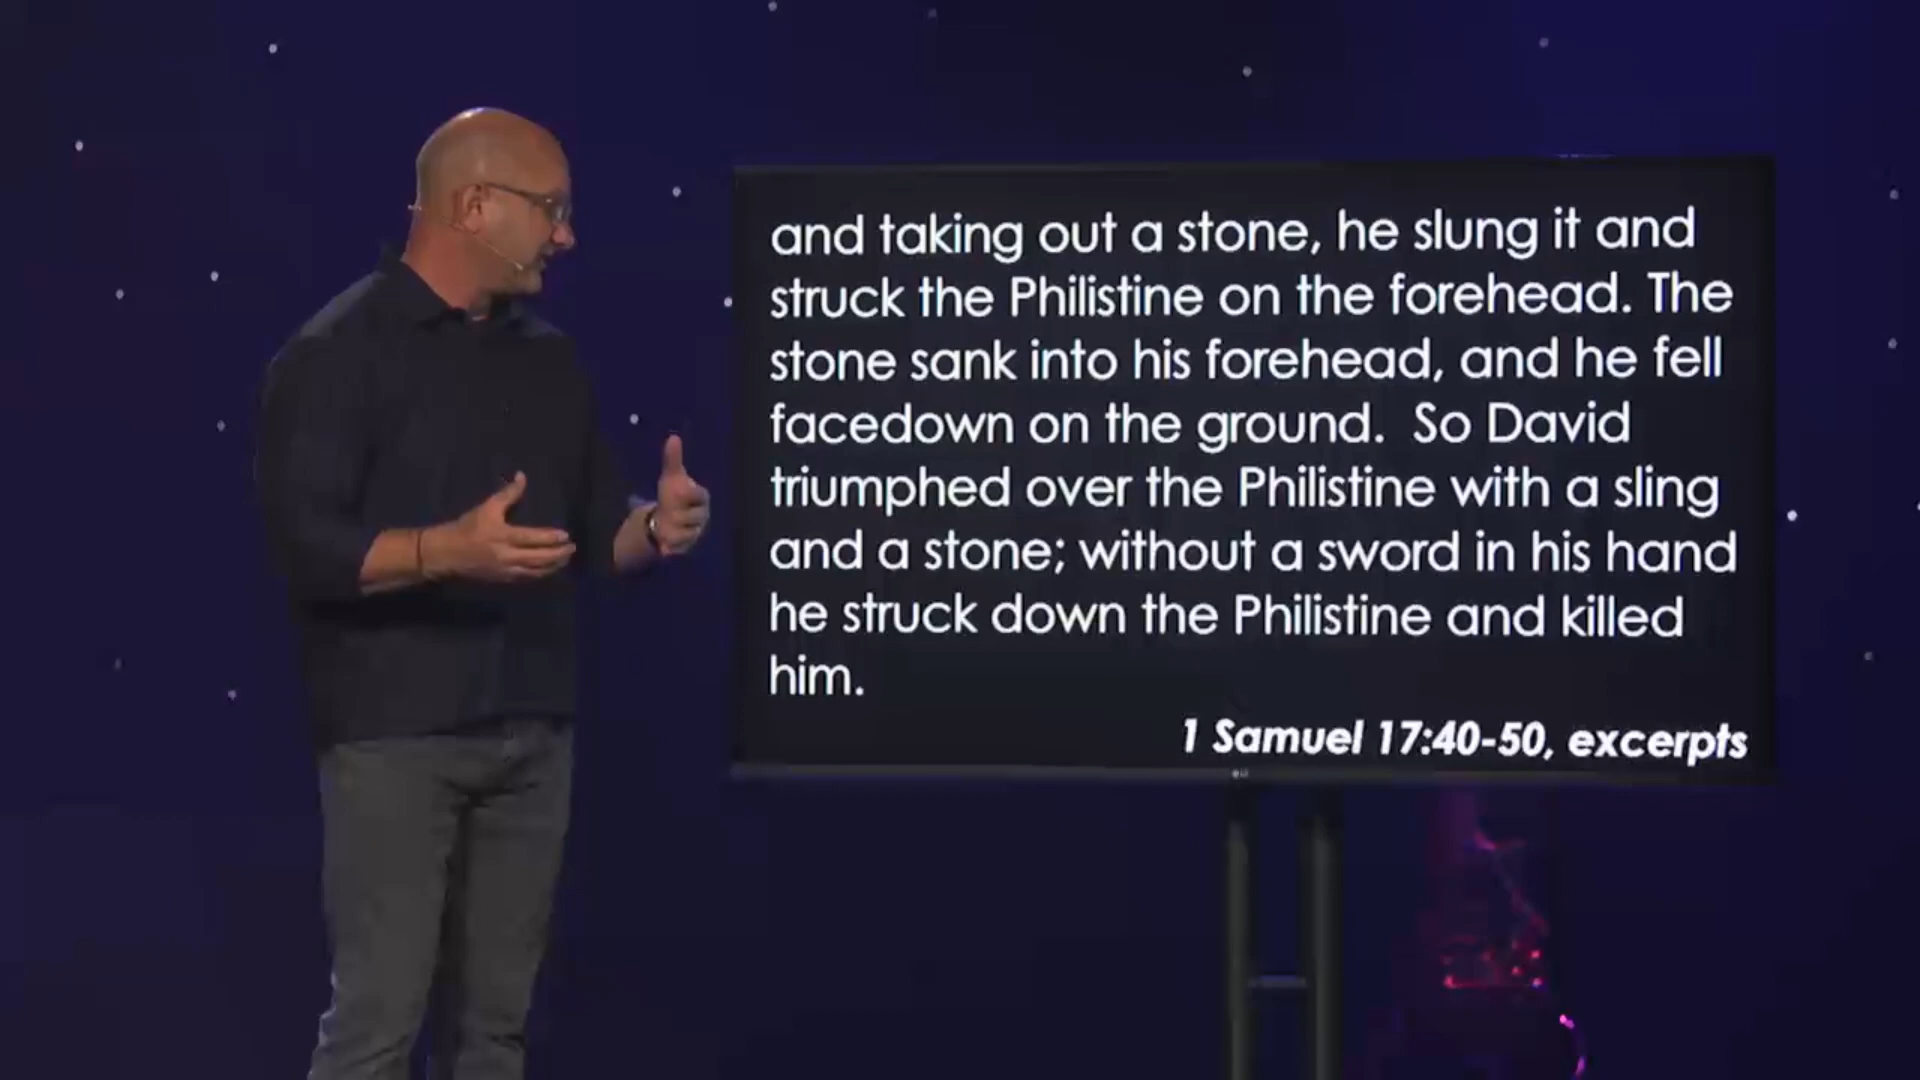 and taking out a stone, he slung it and
struck the Philistine on the forehead. The
stone sank into his forehead, and he fell
facedown on the ground.  So David
triumphed over the Philistine with a sling
and a stone; without a sword in his hand
he struck down the Philistine and killed
him.
1 Samuel 17:40-50, excerpts